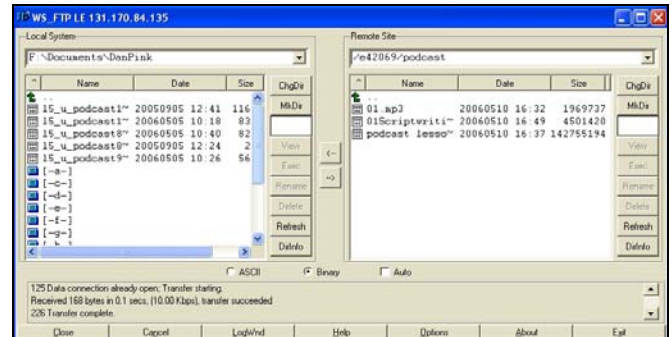 WS_FTP LE 131.170.84.135
Local System
F:\Documents\DanPink
^ Name Date Size
..
15_u_podcast1~ 20050905 12:41 116
15_u_podcast1~ 20060505 10:18 83
15_u_podcast8~ 20060505 10:40 82
15_u_podcast8~ 20050905 12:24 2
15_u_podcast9~ 20060505 10:26 56
[-a-]
[-c-]
[-d-]
[-e-]
[-f-]
[-g-]
ChgDir
MkDir
View
Exec
Rename
Delete
Refresh
DirInfo
<--
-->
Remote Site
/e42069/podcast
^ Name Date Size
..
01.mp3 20060510 16:32 1969737
01Scriptwriti~ 20060510 16:49 4501420
podcast lesso~ 20060510 16:37 142755194
ChgDir
MkDir
View
Exec
Rename
Delete
Refresh
DirInfo
ASCII Binary Auto
125 Data connection already open; Transfer starting.
Received 168 bytes in 0.1 secs, (10.00 Kbps), transfer succeeded
226 Transfer complete.
Close Cancel LogWnd Help Options About Exit